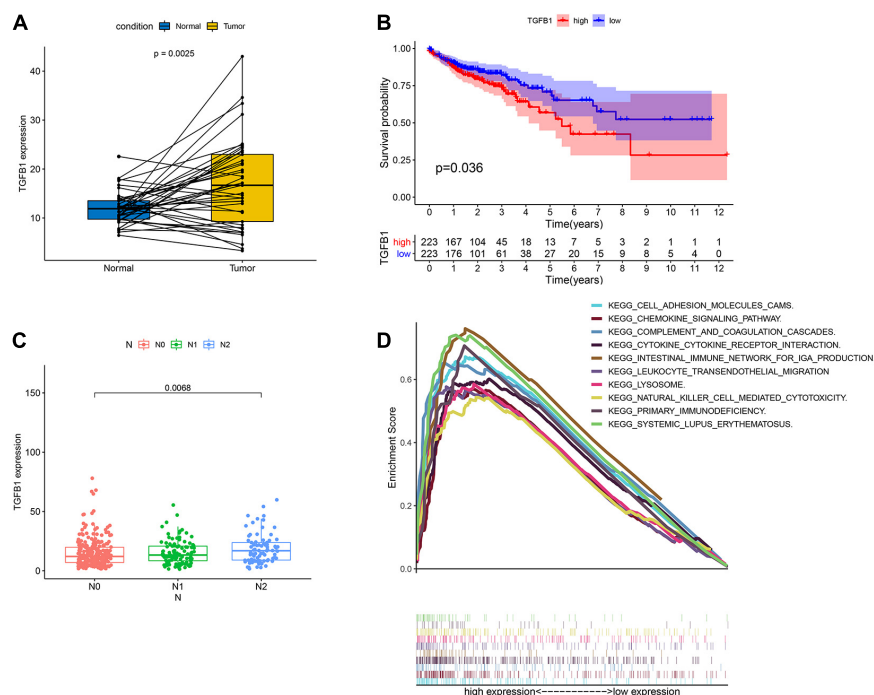 A
condition Normal Tumor
p = 0.0025
40
30
20
10
TGFB1 expression
Normal Tumor
B
TGFB1 high low
1.00
0.75
0.50
0.25
0.00
Survival probability
p=0.036
0 1 2 3 4 5 6 7 8 9 10 11 12
Time(years)
TGFB1
high 223 167 104 45 18 13 7 5 3 2 1 1 1
low 223 176 101 61 38 27 20 15 9 8 5 4 0
0 1 2 3 4 5 6 7 8 9 10 11 12
Time(years)
C
N N0 N1 N2
0.0068
150
100
50
0
TGFB1 expression
N0 N1 N2
N
D
KEGG_CELL_ADHESION_MOLECULES_CAMS.
KEGG_CHEMOKINE_SIGNALING_PATHWAY.
KEGG_COMPLEMENT_AND_COAGULATION_CASCADES.
KEGG_CYTOKINE_CYTOKINE_RECEPTOR_INTERACTION.
KEGG_INTESTINAL_IMMUNE_NETWORK_FOR_IGA_PRODUCTION
KEGG_LEUKOCYTE_TRANSENDOTHELIAL_MIGRATION
KEGG_LYSOSOME.
KEGG_NATURAL_KILLER_CELL_MEDIATED_CYTOTOXICITY.
KEGG_PRIMARY_IMMUNODEFICIENCY.
KEGG_SYSTEMIC_LUPUS_ERYTHEMATOSUS.
0.6
0.4
0.2
0.0
Enrichment Score
high expression<----------->low expression